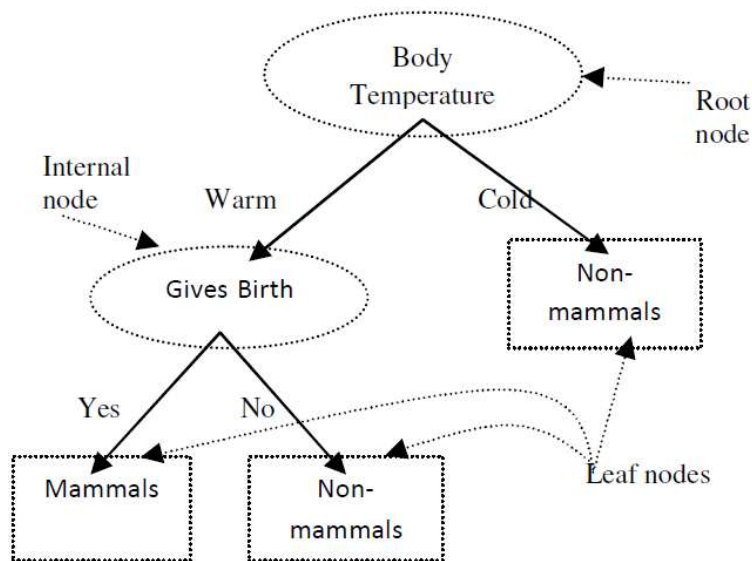 Body
Temperature
Root
node
Internal
node
Warm
Cold
Gives Birth
Non-
mammals
Yes
No
Mammals
Non-
mammals
Leaf nodes